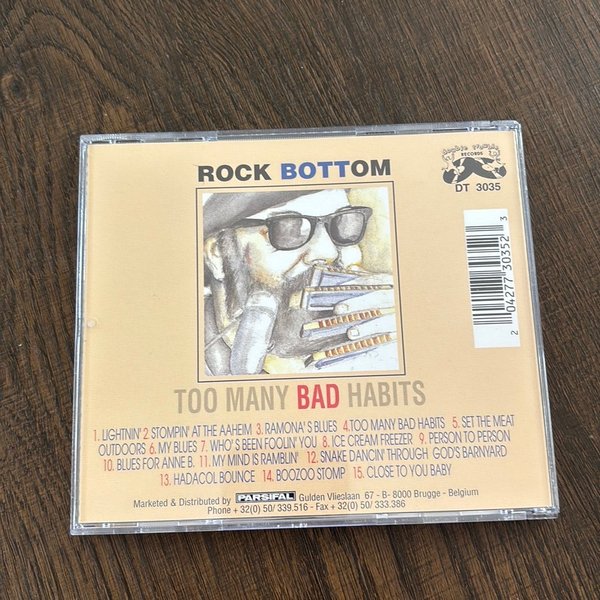 Double Trouble
RECORDS
DT 3035
ROCK BOTTOM
2 04277 30352 3
TOO MANY BAD HABITS
1. LIGHTNIN' 2. STOMPIN' AT THE AAHEIM 3. RAMONA'S BLUES 4.TOO MANY BAD HABITS 5. SET THE MEAT
OUTDOORS 6. MY BLUES 7. WHO'S BEEN FOOLIN' YOU 8. ICE CREAM FREEZER 9. PERSON TO PERSON
10. BLUES FOR ANNE B. 11. MY MIND IS RAMBLIN' 12. SNAKE DANCIN' THROUGH GOD'S BARNYARD
13. HADACOL BOUNCE 14. BOOZOO STOMP 15. CLOSE TO YOU BABY
Marketed & Distributed by PARSIFAL Gulden Vlieslaan 67 - B- 8000 Brugge - Belgium
Phone + 32(0) 50/ 339.516 - Fax + 32(0) 50/ 333.386